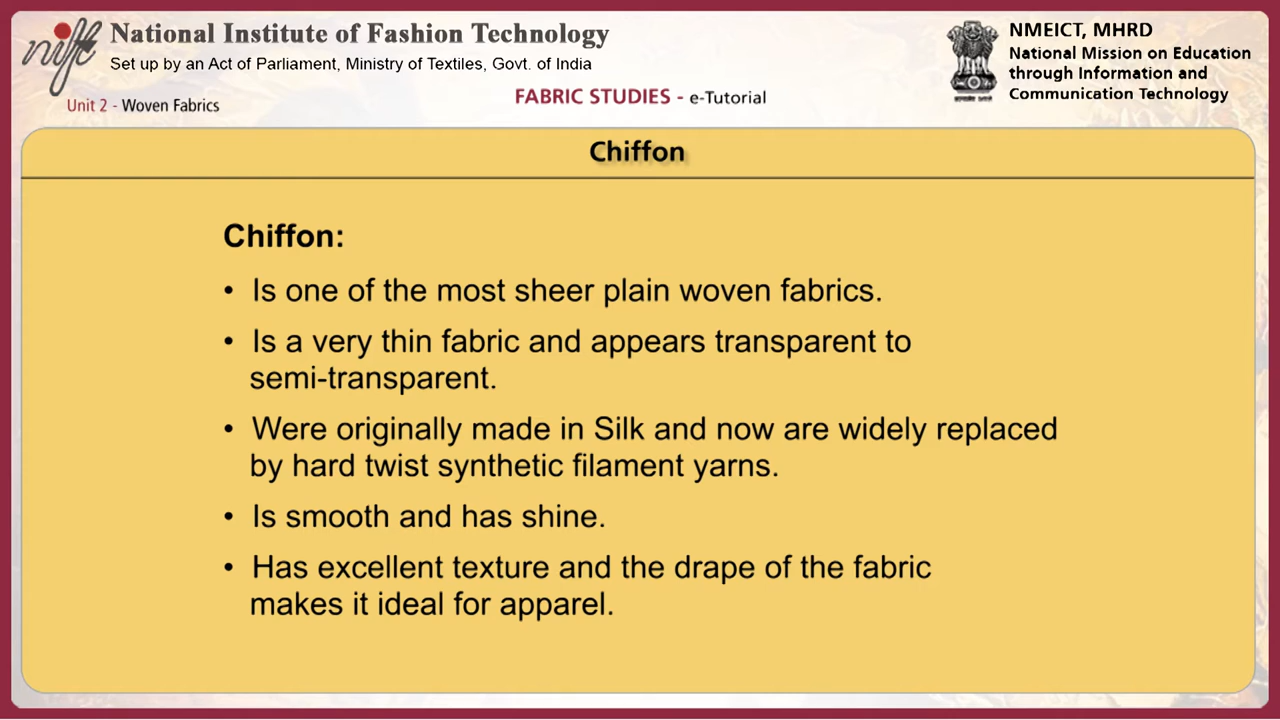 nift
National Institute of Fashion Technology
Set up by an Act of Parliament, Ministry of Textiles, Govt. of India
Unit 2 - Woven Fabrics
FABRIC STUDIES - e-Tutorial
NMEICT, MHRD
National Mission on Education
through Information and
Communication Technology
Chiffon
Chiffon:
• Is one of the most sheer plain woven fabrics.
• Is a very thin fabric and appears transparent to
semi-transparent.
• Were originally made in Silk and now are widely replaced
by hard twist synthetic filament yarns.
• Is smooth and has shine.
• Has excellent texture and the drape of the fabric
makes it ideal for apparel.